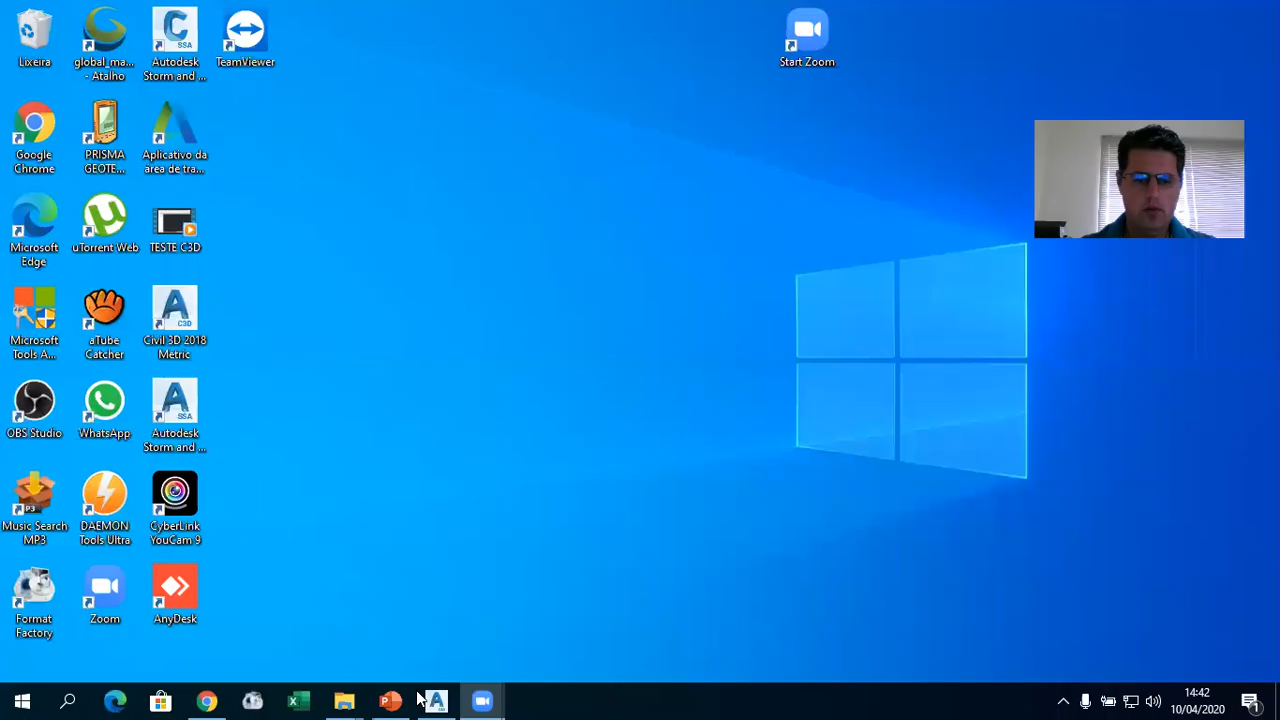 Lixeira
global_ma...
- Atalho
Autodesk
Storm and ...
TeamViewer
Start Zoom
Google
Chrome
PRISMA
GEOTE...
Aplicativo da
area de tra...
Microsoft
Edge
uTorrent Web
TESTE C3D
Microsoft
Tools A...
aTube
Catcher
Civil 3D 2018
Metric
OBS Studio
WhatsApp
Autodesk
Storm and ...
Music Search
MP3
DAEMON
Tools Ultra
CyberLink
YouCam 9
Format
Factory
Zoom
AnyDesk
14:42
10/04/2020